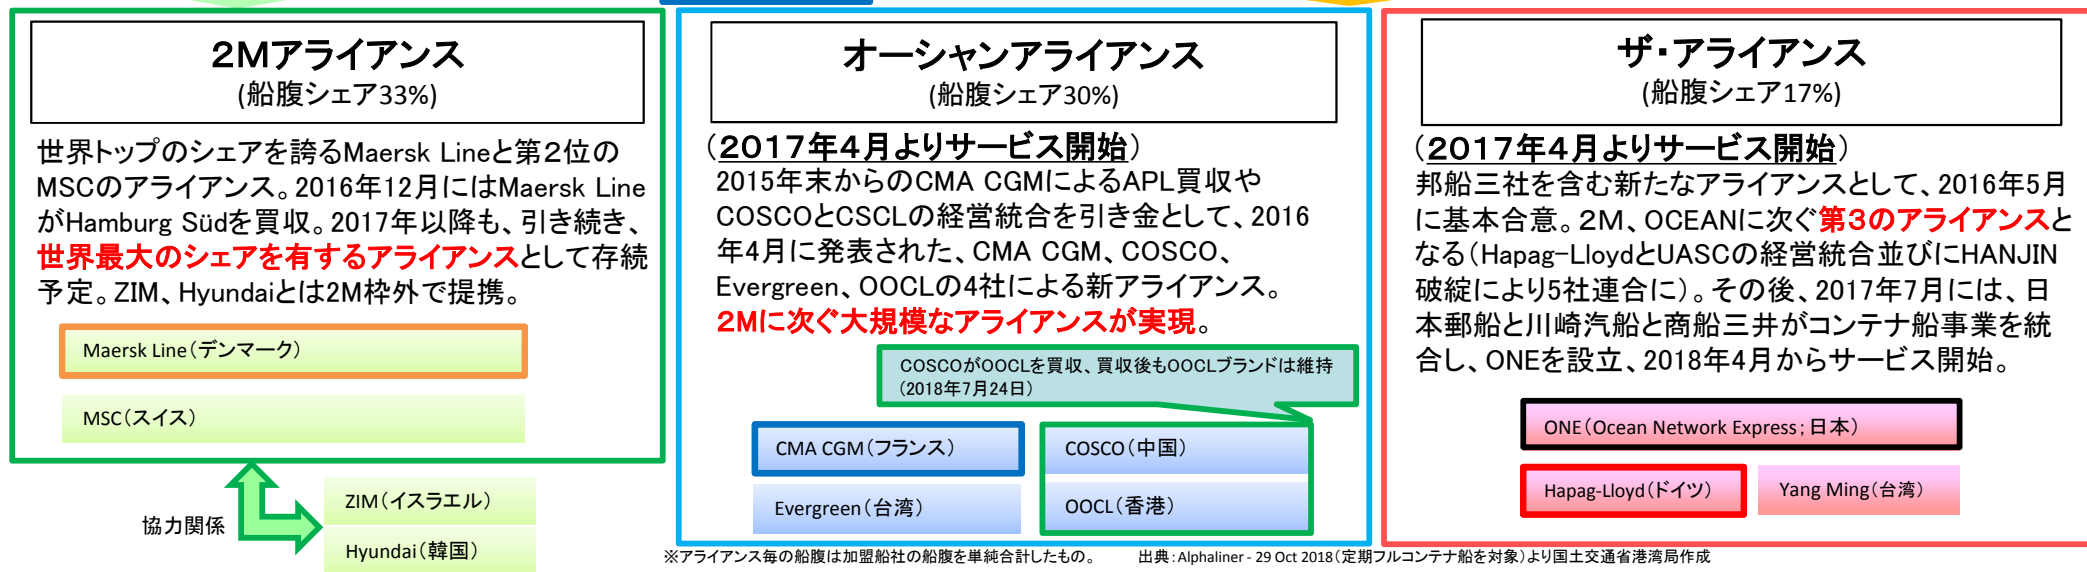 2Mアライアンス
(船腹シェア33%)
世界トップのシェアを誇るMaersk Lineと第2位の
MSCのアライアンス。2016年12月にはMaersk Line
がHamburg Südを買収。2017年以降も、引き続き、
世界最大のシェアを有するアライアンスとして存続
予定。ZIM、Hyundaiとは2M枠外で提携。
Maersk Line(デンマーク)
MSC(スイス)
協力関係
ZIM(イスラエル)
Hyundai(韓国)
オーシャンアライアンス
(船腹シェア30%)
(2017年4月よりサービス開始)
2015年末からのCMA CGMによるAPL買収や
COSCOとCSCLの経営統合を引き金として、2016
年4月に発表された、CMA CGM、COSCO、
Evergreen、OOCLの4社による新アライアンス。
2Mに次ぐ大規模なアライアンスが実現。
COSCOがOOCLを買収、買収後もOOCLブランドは維持
(2018年7月24日)
CMA CGM(フランス)
COSCO(中国)
Evergreen(台湾)
OOCL(香港)
ザ・アライアンス
(船腹シェア17%)
(2017年4月よりサービス開始)
邦船三社を含む新たなアライアンスとして、2016年5月
に基本合意。2M、OCEANに次ぐ第3のアライアンスと
なる(Hapag-LloydとUASCの経営統合並びにHANJIN
破綻により5社連合に)。その後、2017年7月には、日
本郵船と川崎汽船と商船三井がコンテナ船事業を統
合し、ONEを設立、2018年4月からサービス開始。
ONE(Ocean Network Express;日本)
Hapag-Lloyd(ドイツ)
Yang Ming(台湾)
※アライアンス毎の船腹は加盟船社の船腹を単純合計したもの。
出典:Alphaliner - 29 Oct 2018(定期フルコンテナ船を対象)より国土交通省港湾局作成